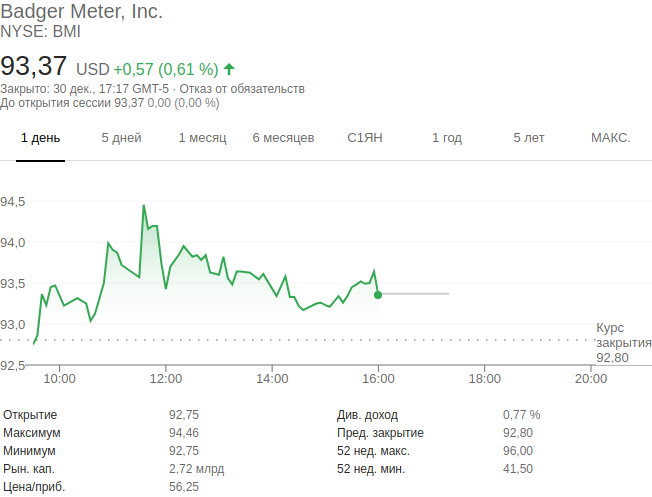 Badger Meter, Inc.
NYSE: BMI
93,37 USD +0,57 (0,61 %)
Закрыто: 30 дек., 17:17 GMT-5 · Отказ от обязательств
До открытия сессии 93,37 0,00 (0,00 %)
1 день 5 дней 1 месяц 6 месяцев С1ЯН 1 год 5 лет МАКС.
94,5
94,0
93,5
93,0
Курс
закрытия
92,80
92,5
10:00 12:00 14:00 16:00 18:00 20:00
Открытие 92,75 Див. доход 0,77 %
Максимум 94,46 Пред. закрытие 92,80
Минимум 92,75 52 нед. макс. 96,00
Рын. кап. 2,72 млрд 52 нед. мин. 41,50
Цена/приб. 56,25